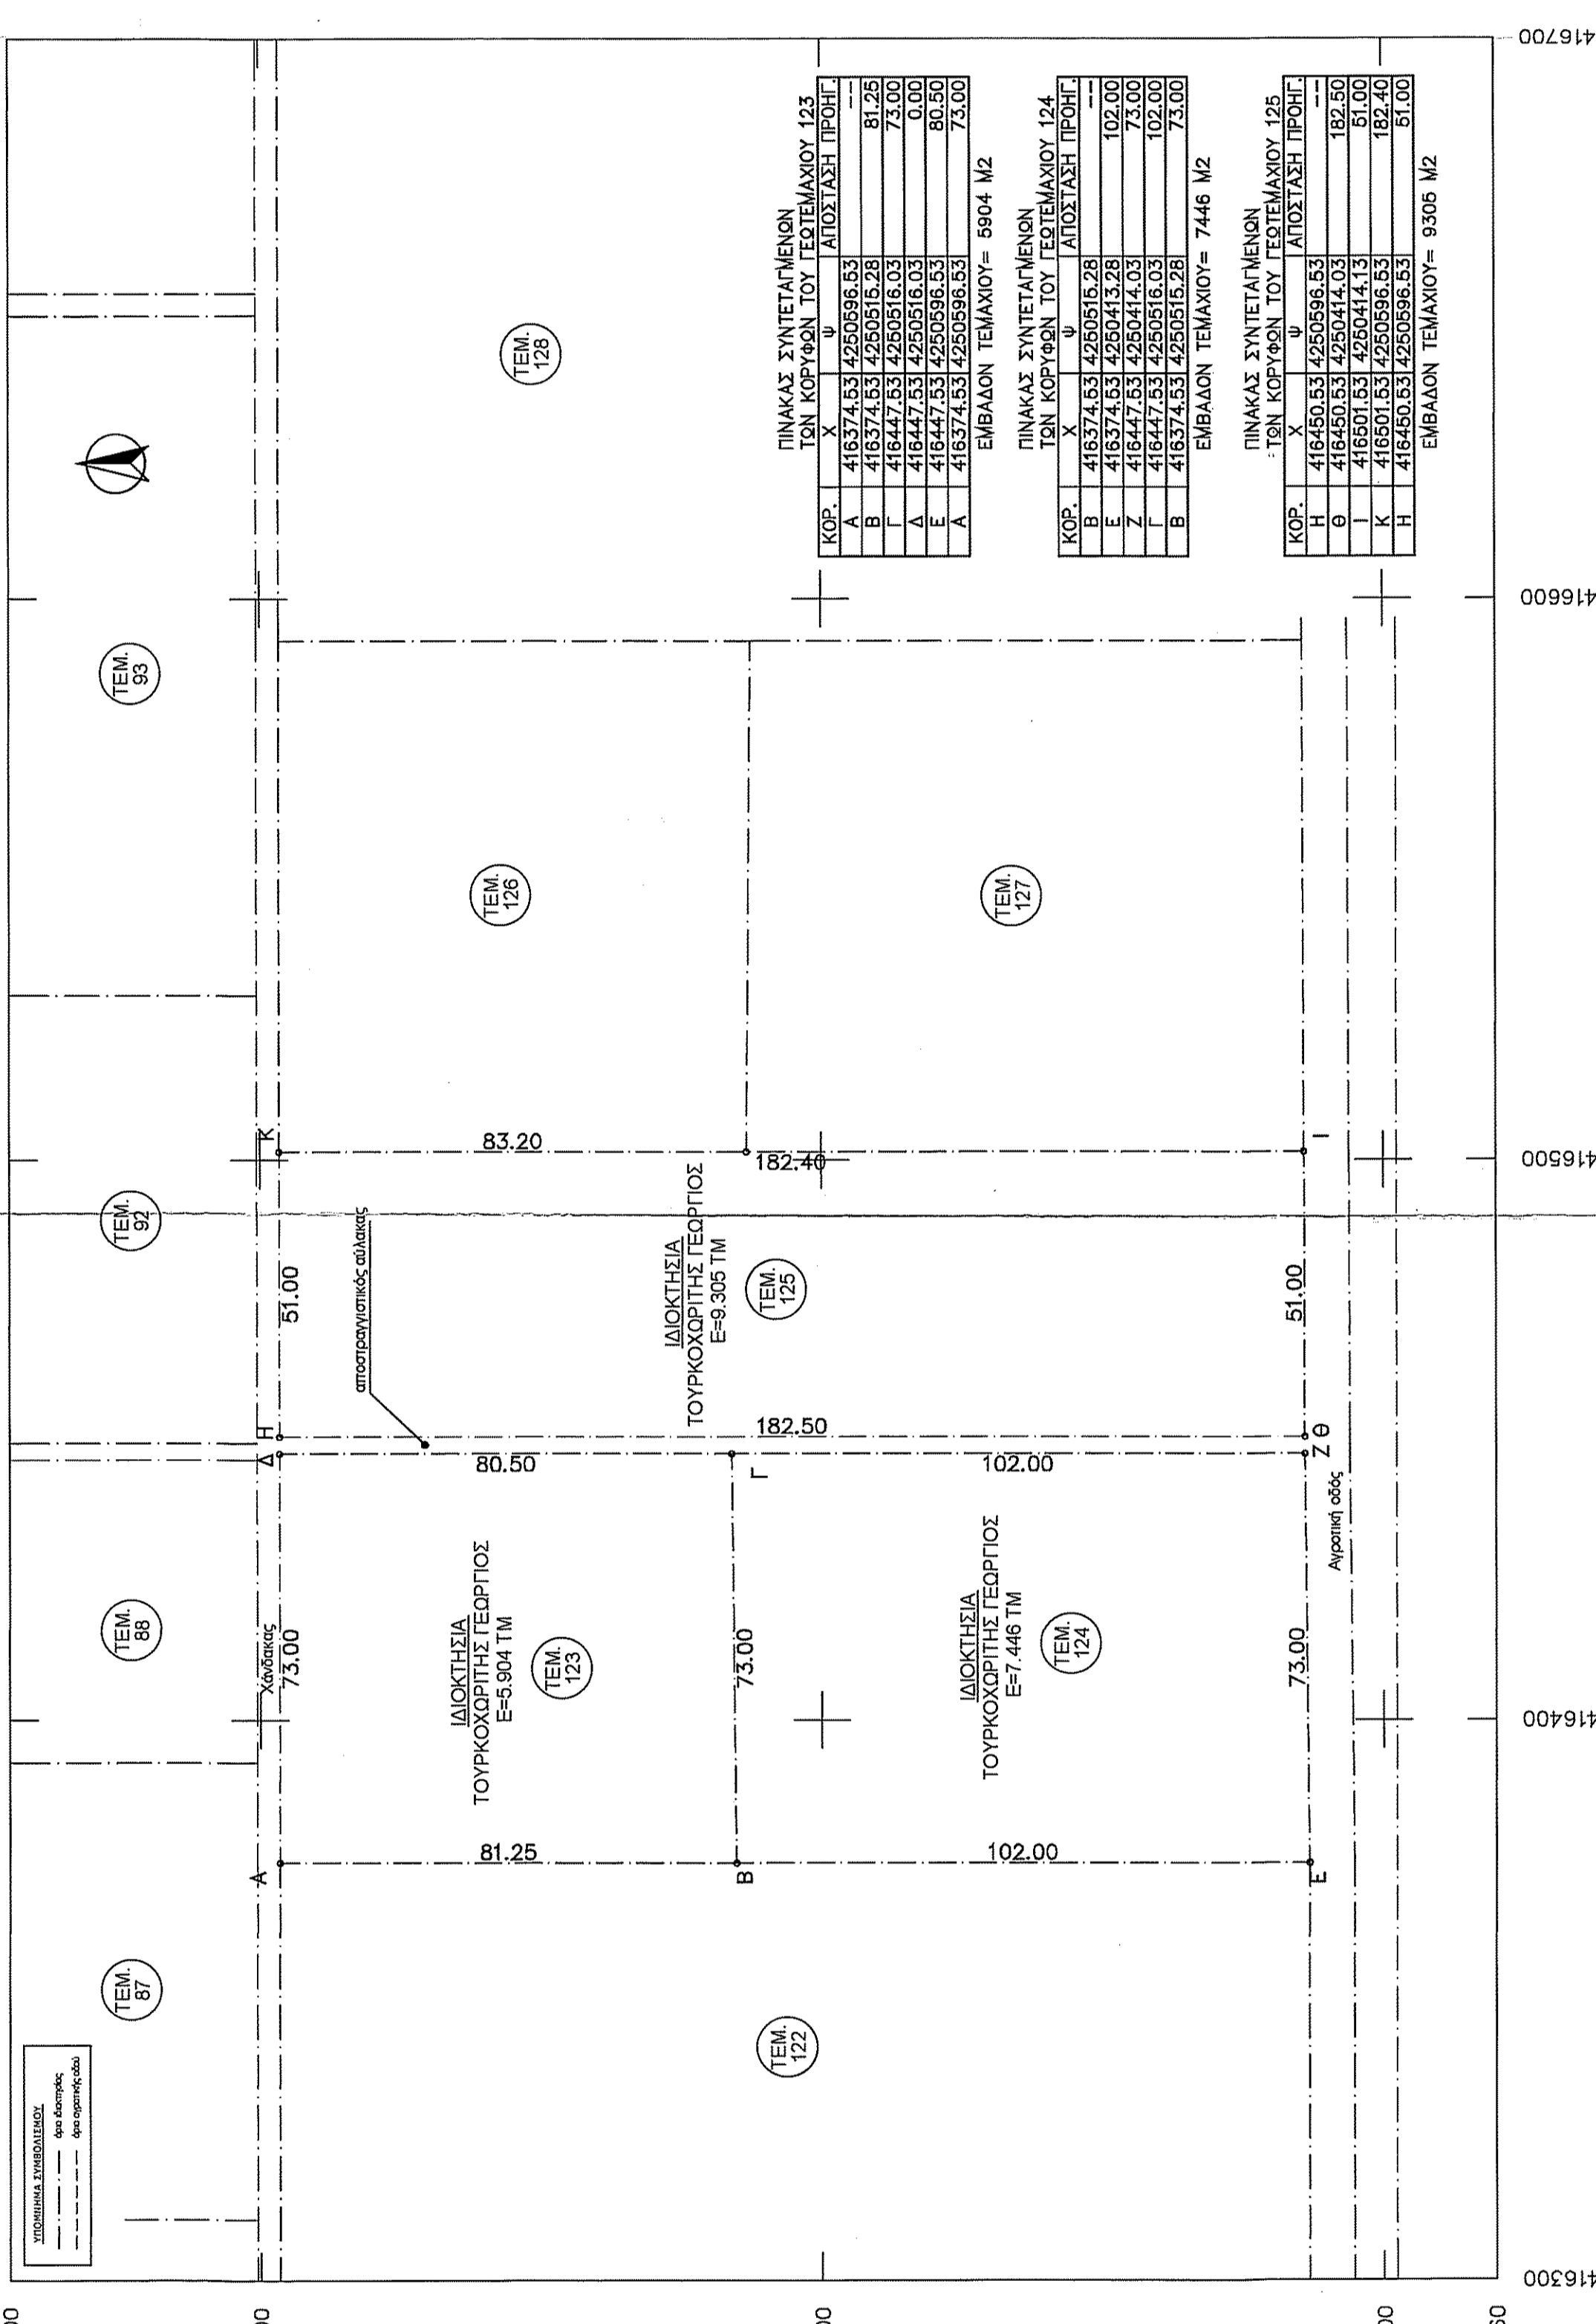 ΥΠΟΜΝΗΜΑ ΣΥΜΒΟΛΙΣΜΟΥ
όρια ιδιοκτησίας
όρια αγροτικής οδού
ΤΕΜ.
87
ΤΕΜ.
88
ΤΕΜ.
92
ΤΕΜ.
93
Χάνδακας
Α
73.00
Δ
Η
51.00
Κ
αποστραγγιστικός αύλακας
81.25
80.50
83.20
ΙΔΙΟΚΤΗΣΙΑ
ΤΟΥΡΚΟΧΩΡΙΤΗΣ ΓΕΩΡΓΙΟΣ
Ε=5.904 ΤΜ
ΤΕΜ.
123
ΤΕΜ.
126
ΤΕΜ.
128
ΙΔΙΟΚΤΗΣΙΑ
ΤΟΥΡΚΟΧΩΡΙΤΗΣ ΓΕΩΡΓΙΟΣ
Ε=9.305 ΤΜ
ΤΕΜ.
125
Β
73.00
Γ
182.50
182.40
ΤΕΜ.
122
102.00
102.00
ΙΔΙΟΚΤΗΣΙΑ
ΤΟΥΡΚΟΧΩΡΙΤΗΣ ΓΕΩΡΓΙΟΣ
Ε=7.446 ΤΜ
ΤΕΜ.
124
ΤΕΜ.
127
Ε
73.00
Ζ Θ
51.00
Ι
Αγροτική οδός
ΠΙΝΑΚΑΣ ΣΥΝΤΕΤΑΓΜΕΝΩΝ
ΤΩΝ ΚΟΡΥΦΩΝ ΤΟΥ ΓΕΩΤΕΜΑΧΙΟΥ 123
ΚΟΡ. Χ Ψ ΑΠΟΣΤΑΣΗ ΠΡΟΗΓ.
Α 416374.53 4250596.53 ---
Β 416374.53 4250515.28 81.25
Γ 416447.53 4250516.03 73.00
Δ 416447.53 4250516.03 0.00
Ε 416447.53 4250596.53 80.50
Α 416374.53 4250596.53 73.00
ΕΜΒΑΔΟΝ ΤΕΜΑΧΙΟΥ= 5904 Μ2
ΠΙΝΑΚΑΣ ΣΥΝΤΕΤΑΓΜΕΝΩΝ
ΤΩΝ ΚΟΡΥΦΩΝ ΤΟΥ ΓΕΩΤΕΜΑΧΙΟΥ 124
ΚΟΡ. Χ Ψ ΑΠΟΣΤΑΣΗ ΠΡΟΗΓ.
Β 416374.53 4250515.28 ---
Ε 416374.53 4250413.28 102.00
Ζ 416447.53 4250414.03 73.00
Γ 416447.53 4250516.03 102.00
Β 416374.53 4250515.28 73.00
ΕΜΒΑΔΟΝ ΤΕΜΑΧΙΟΥ= 7446 Μ2
ΠΙΝΑΚΑΣ ΣΥΝΤΕΤΑΓΜΕΝΩΝ
ΤΩΝ ΚΟΡΥΦΩΝ ΤΟΥ ΓΕΩΤΕΜΑΧΙΟΥ 125
ΚΟΡ. Χ Ψ ΑΠΟΣΤΑΣΗ ΠΡΟΗΓ.
Η 416450.53 4250596.53 ---
Θ 416450.53 4250414.03 182.50
Ι 416501.53 4250414.13 51.00
Κ 416501.53 4250596.53 182.40
Η 416450.53 4250596.53 51.00
ΕΜΒΑΔΟΝ ΤΕΜΑΧΙΟΥ= 9305 Μ2
416300
416400
416500
416600
416700